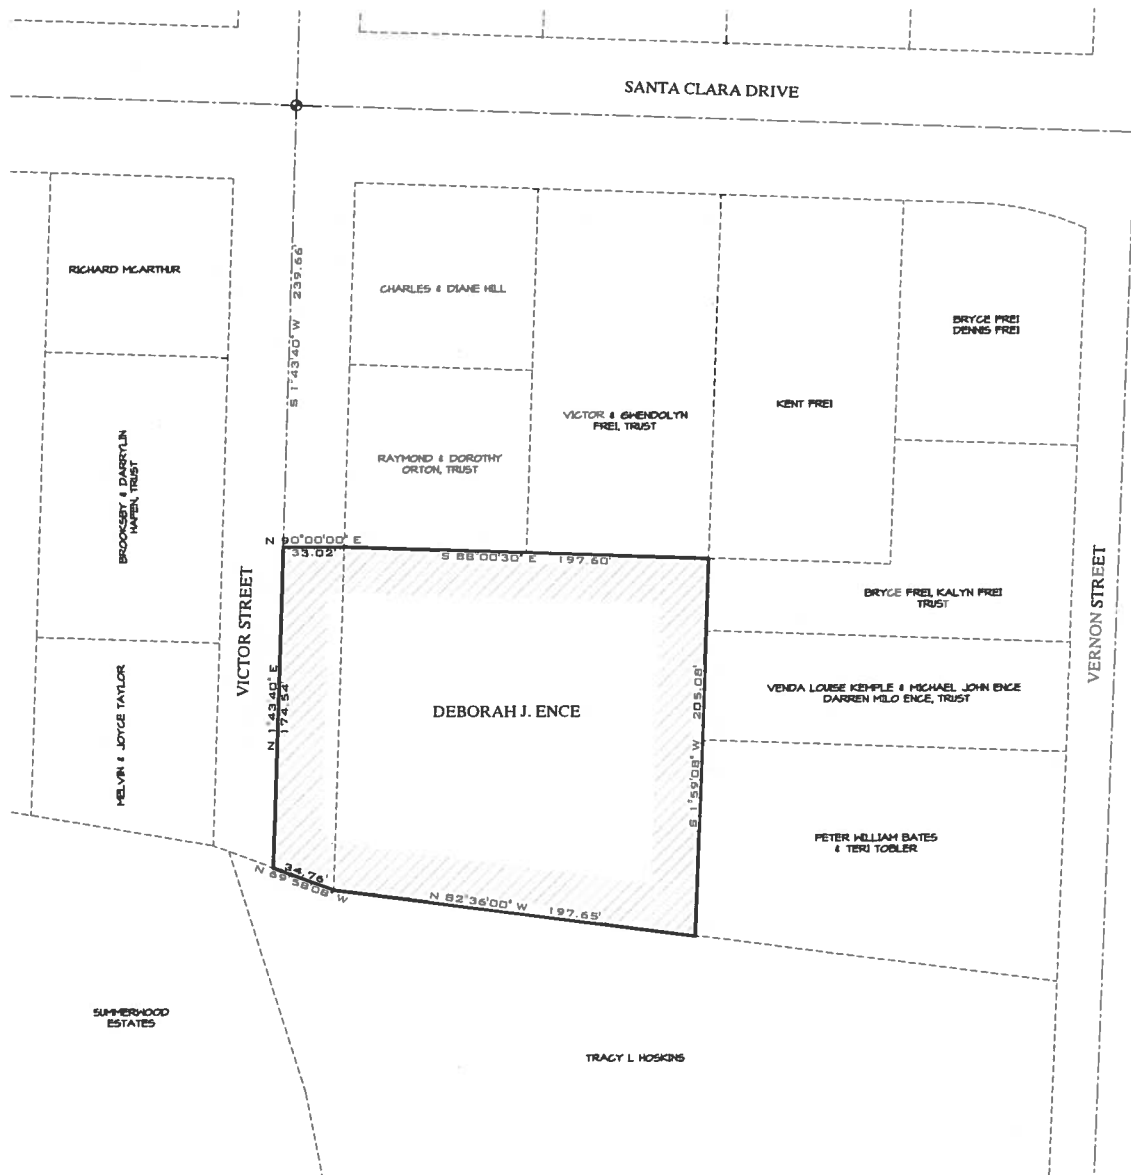 SANTA CLARA DRIVE
RICHARD MCARTHUR
S 1°43'40" W 239.66'
CHARLES & DIANE HILL
BRYCE FREI
DENNIS FREI
KENT FREI
VICTOR & GWENDOLYN
FREI, TRUST
RAYMOND & DOROTHY
ORTON, TRUST
BROOKSBY & DARRYLIN
HAFEN, TRUST
N 90°00'00" E
33.02'
S 88°00'30" E 197.60'
BRYCE FREI, KALYN FREI
TRUST
VICTOR STREET
VERNON STREET
N 1°43'40" E
174.54'
S 1°59'08" W 205.08'
MELVIN & JOYCE TAYLOR
DEBORAH J. ENCE
VENDA LOUISE KEMPLE & MICHAEL JOHN ENCE
DARREN MILO ENCE, TRUST
PETER WILLIAM BATES
& TERI TOBLER
34.76'
N 69°58'08" W
N 82°36'00" W 197.65'
SUMMERWOOD
ESTATES
TRACY L HOSKINS